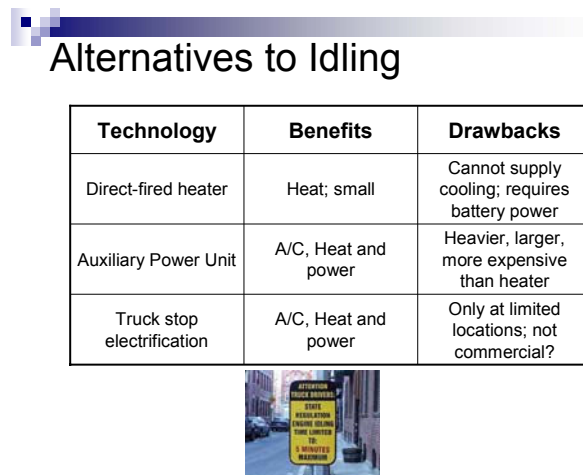 Alternatives to Idling
Technology
Benefits
Drawbacks
Direct-fired heater
Heat; small
Cannot supply
cooling; requires
battery power
Auxiliary Power Unit
A/C, Heat and
power
Heavier, larger,
more expensive
than heater
Truck stop
electrification
A/C, Heat and
power
Only at limited
locations; not
commercial?
ATTENTION
TRUCK DRIVERS:
STATE
REGULATION
ENGINE IDLING
TIME LIMITED
TO:
5 MINUTES
MAXIMUM